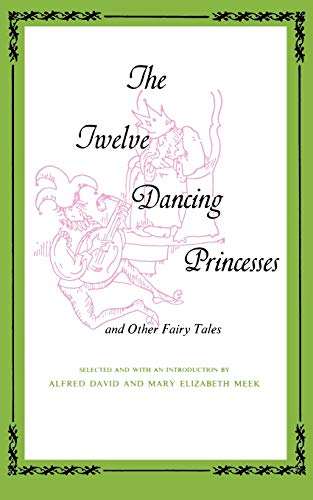 The
Twelve
Dancing
Princesses
and Other Fairy Tales
SELECTED AND WITH AN INTRODUCTION BY
ALFRED DAVID AND MARY ELIZABETH MEEK